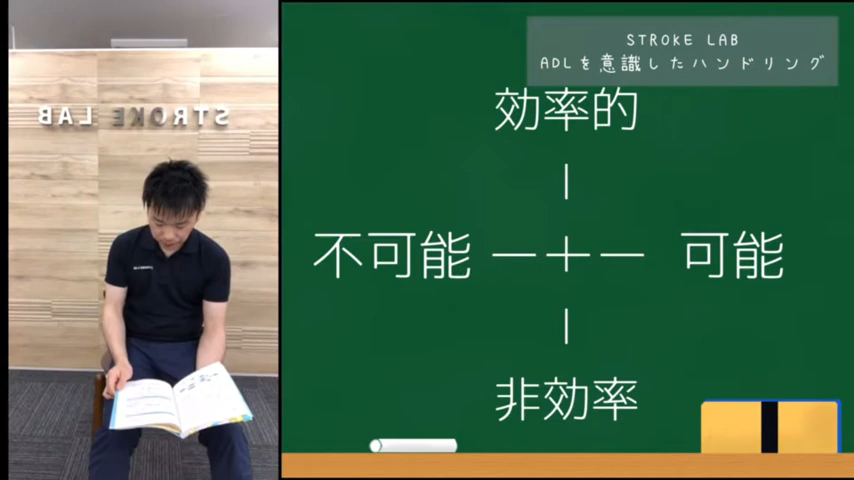 STROKE LAB
STROKE LAB
ADLを意識したハンドリング
効率的
不可能 ー+ー 可能
非効率